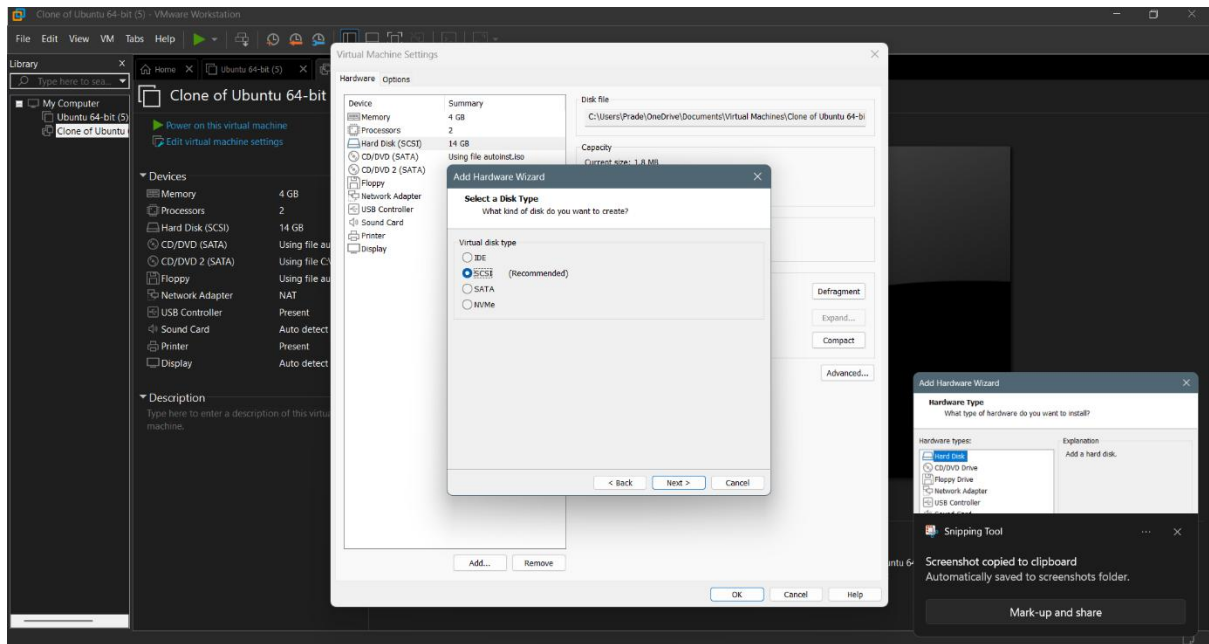 Clone of Ubuntu 64-bit (5) - VMware Workstation
File Edit View VM Tabs Help
Library X
Type here to sea...
My Computer
Ubuntu 64-bit (5)
Clone of Ubuntu
Home X Ubuntu 64-bit (5) X
Clone of Ubuntu 64-bit
Power on this virtual machine
Edit virtual machine settings
Devices
Memory 4 GB
Processors 2
Hard Disk (SCSI) 14 GB
CD/DVD (SATA) Using file au
CD/DVD 2 (SATA) Using file C:\
Floppy Using file au
Network Adapter NAT
USB Controller Present
Sound Card Auto detect
Printer Present
Display Auto detect
Description
Type here to enter a description of this virtu
machine.
Virtual Machine Settings
Hardware Options
Device Summary
Memory 4 GB
Processors 2
Hard Disk (SCSI) 14 GB
CD/DVD (SATA) Using file autoinst.iso
CD/DVD 2 (SATA)
Floppy
Network Adapter
USB Controller
Sound Card
Printer
Display
Add... Remove
Disk file
C:\Users\Prade\OneDrive\Documents\Virtual Machines\Clone of Ubuntu 64-bi
Capacity
Current size: 1.8 MB
Defragment
Expand...
Compact
Advanced...
OK Cancel Help
Add Hardware Wizard
Select a Disk Type
What kind of disk do you want to create?
Virtual disk type
IDE
SCSI (Recommended)
SATA
NVMe
< Back Next > Cancel
Add Hardware Wizard
Hardware Type
What type of hardware do you want to install?
Hardware types:
Hard Disk
CD/DVD Drive
Floppy Drive
Network Adapter
USB Controller
Explanation
Add a hard disk.
untu 64
Snipping Tool
Screenshot copied to clipboard
Automatically saved to screenshots folder.
Mark-up and share